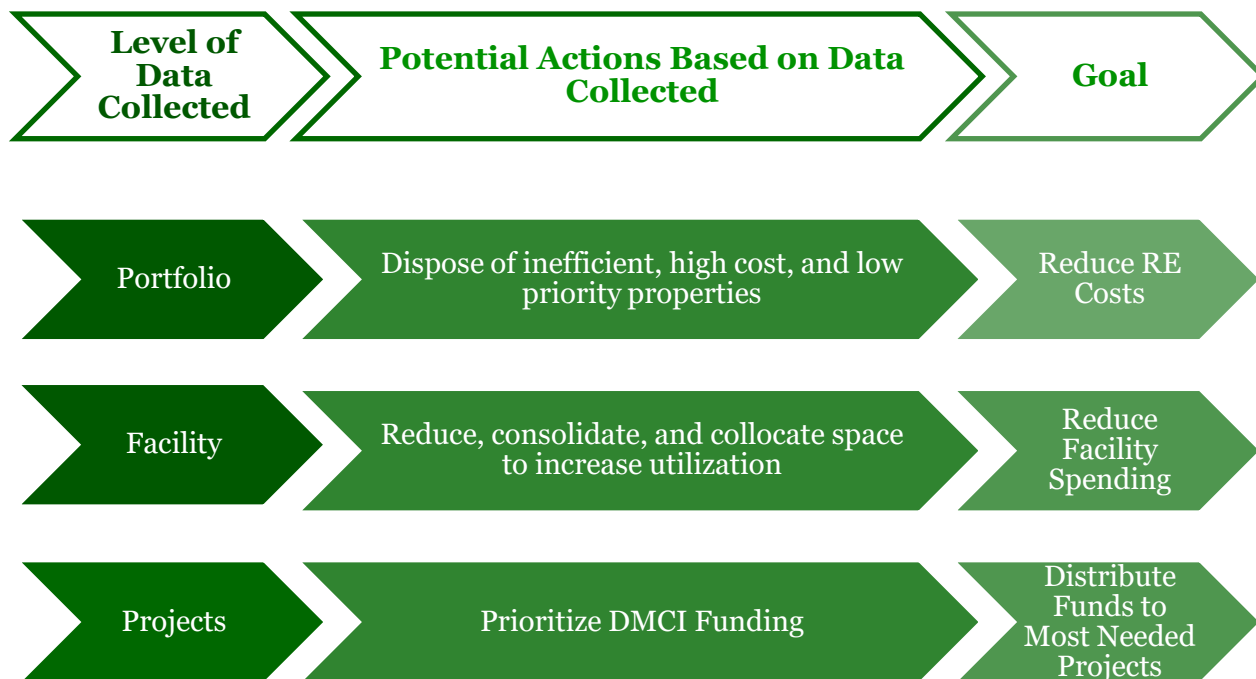 Level of
Data
Collected
Potential Actions Based on Data
Collected
Goal
Portfolio
Dispose of inefficient, high cost, and low
priority properties
Reduce RE
Costs
Facility
Reduce, consolidate, and collocate space
to increase utilization
Reduce
Facility
Spending
Projects
Prioritize DMCI Funding
Distribute
Funds to
Most Needed
Projects